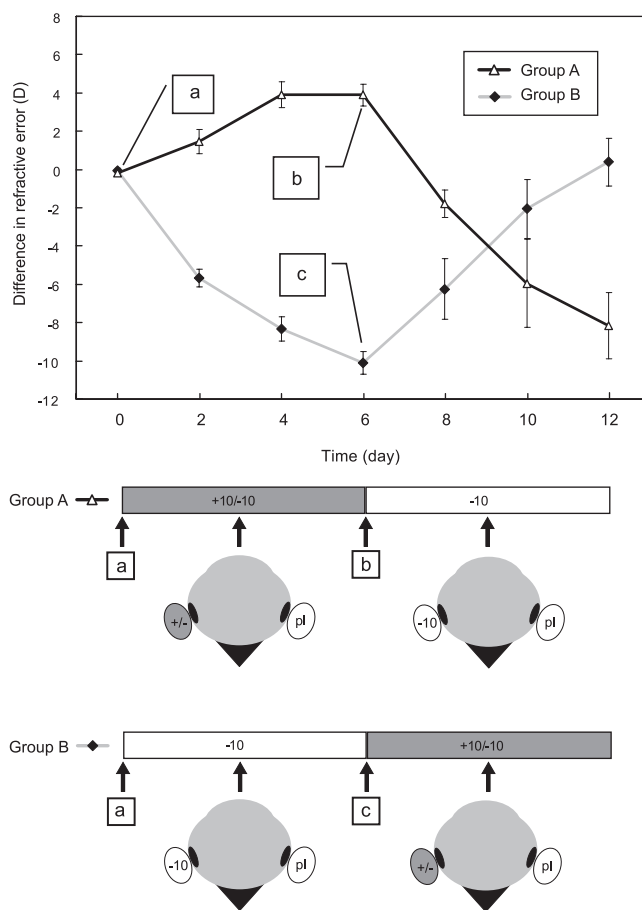 8
6
4
2
0
-2
-4
-6
-8
-10
-12
Difference in refractive error (D)
a
b
c
Group A
Group B
0 2 4 6 8 10 12
Time (day)
Group A
+10/-10
-10
a
b
+/-
pl
-10
pl
Group B
-10
+10/-10
a
c
-10
pl
+/-
pl